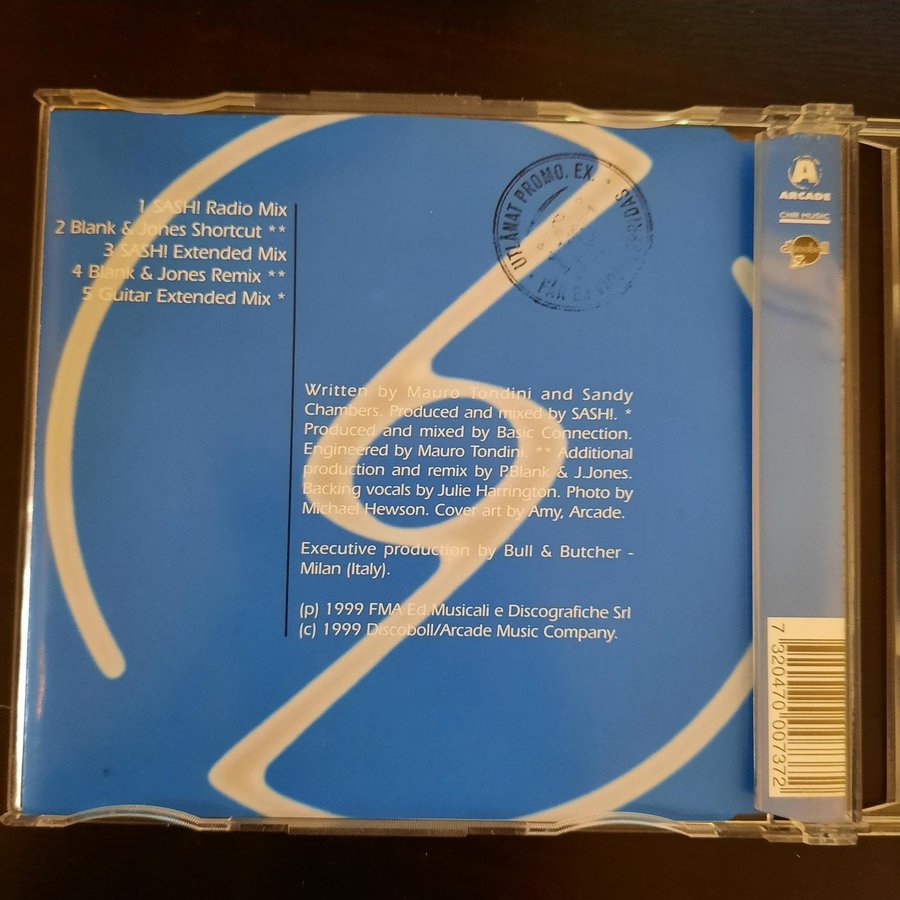 1 SASH! Radio Mix
2 Blank & Jones Shortcut **
3 SASH! Extended Mix
4 Blank & Jones Remix **
5 Guitar Extended Mix *
UTLÅNAT PROMO. EX.
Written by Mauro Tondini and Sandy
Chambers. Produced and mixed by SASH!. *
Produced and mixed by Basic Connection.
Engineered by Mauro Tondini. ** Additional
production and remix by P.Blank & J.Jones.
Backing vocals by Julie Harrington. Photo by
Michael Hewson. Cover art by Amy, Arcade.
Executive production by Bull & Butcher -
Milan (Italy).
(p) 1999 FMA Ed.Musicali e Discografiche Srl
(c) 1999 Discoboll/Arcade Music Company.
A
ARCADE
CNR MUSIC
7 320470 007372